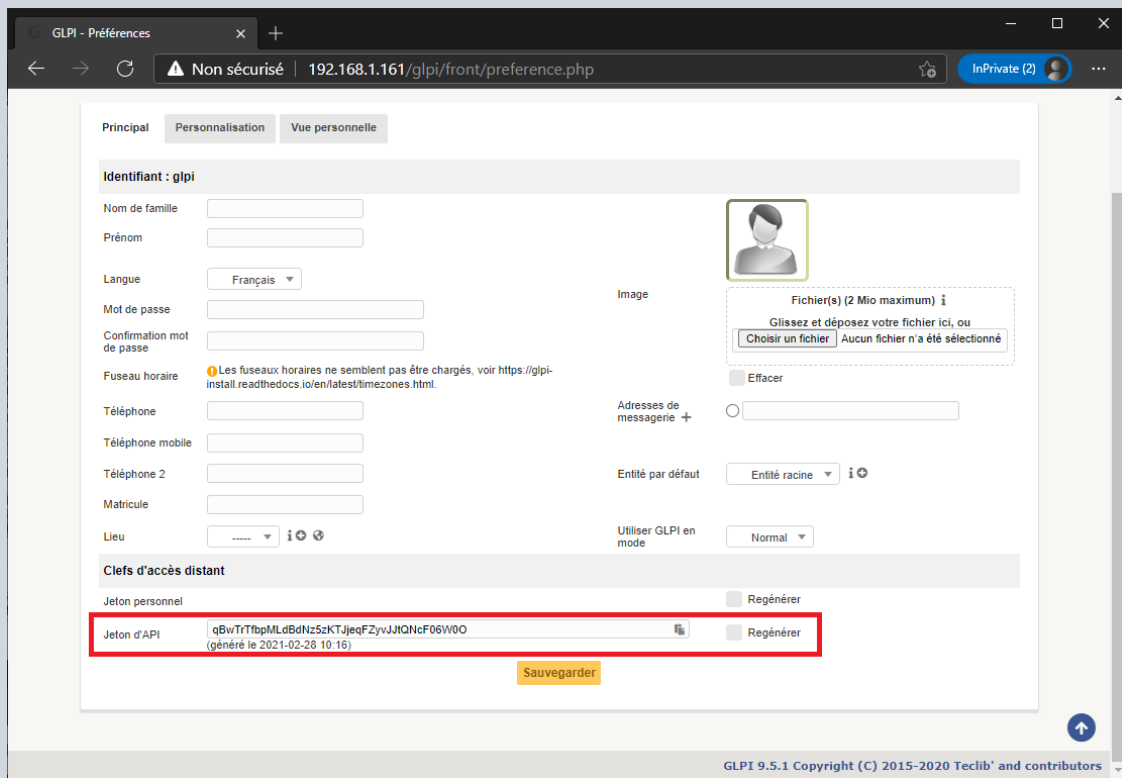 GLPI - Préférences
Non sécurisé | 192.168.1.161/glpi/front/preference.php
InPrivate (2)
Principal Personnalisation Vue personnelle
Identifiant : glpi
Nom de famille
Prénom
Langue Français
Mot de passe
Confirmation mot
de passe
Fuseau horaire Les fuseaux horaires ne semblent pas être chargés, voir https://glpi-
install.readthedocs.io/en/latest/timezones.html.
Image
Fichier(s) (2 Mio maximum)
Glissez et déposez votre fichier ici, ou
Choisir un fichier Aucun fichier n'a été sélectionné
Effacer
Téléphone
Adresses de
messagerie +
Téléphone mobile
Téléphone 2
Entité par défaut Entité racine
Matricule
Lieu -----
Utiliser GLPI en
mode Normal
Clefs d'accès distant
Jeton personnel Regénérer
Jeton d'API qBwTrTfbpMLdBdNz5zKTJjeqFZyvJJtQNcF06W0O Regénérer
(généré le 2021-02-28 10:16)
Sauvegarder
GLPI 9.5.1 Copyright (C) 2015-2020 Teclib' and contributors